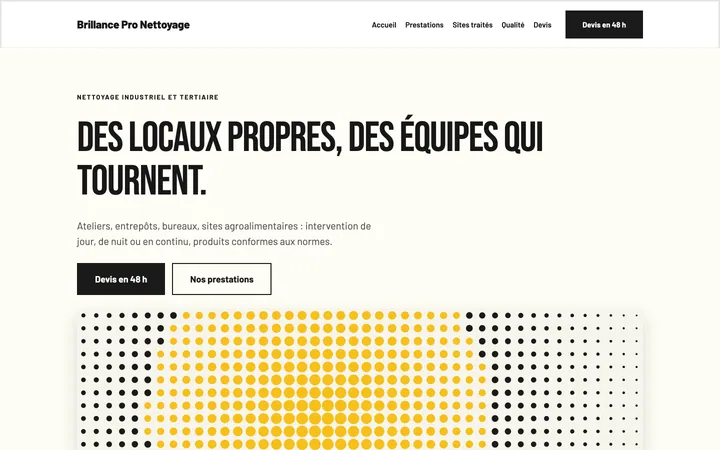 Brillance Pro Nettoyage
Accueil Prestations Sites traités Qualité Devis Devis en 48 h
NETTOYAGE INDUSTRIEL ET TERTIAIRE
DES LOCAUX PROPRES, DES ÉQUIPES QUI
TOURNENT.
Ateliers, entrepôts, bureaux, sites agroalimentaires : intervention de
jour, de nuit ou en continu, produits conformes aux normes.
Devis en 48 h Nos prestations